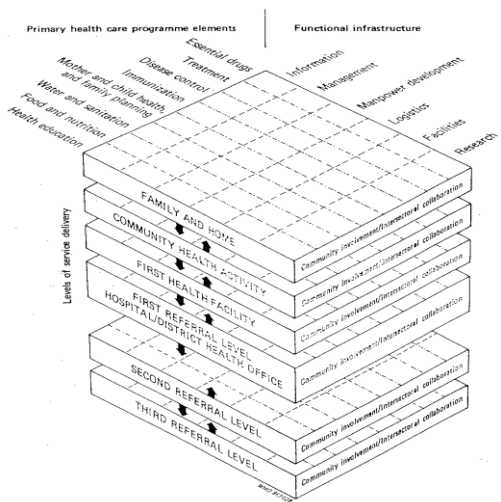 Primary health care programme elements
Functional infrastructure
Essential drugs
Treatment
Disease control
Immunization
Mother and child health,
and family planning
Water and sanitation
Food and nutrition
Health education
Information
Management
Manpower development
Logistics
Facilities
Research
Levels of service delivery
FAMILY AND HOME
Community involvement/Intersectoral collaboration
COMMUNITY HEALTH ACTIVITY
Community involvement/Intersectoral collaboration
FIRST HEALTH FACILITY
Community involvement/Intersectoral collaboration
FIRST REFERRAL LEVEL
HOSPITAL/DISTRICT HEALTH OFFICE
Community involvement/Intersectoral collaboration
SECOND REFERRAL LEVEL
Community involvement/Intersectoral collaboration
THIRD REFERRAL LEVEL
Community involvement/Intersectoral collaboration
WHO